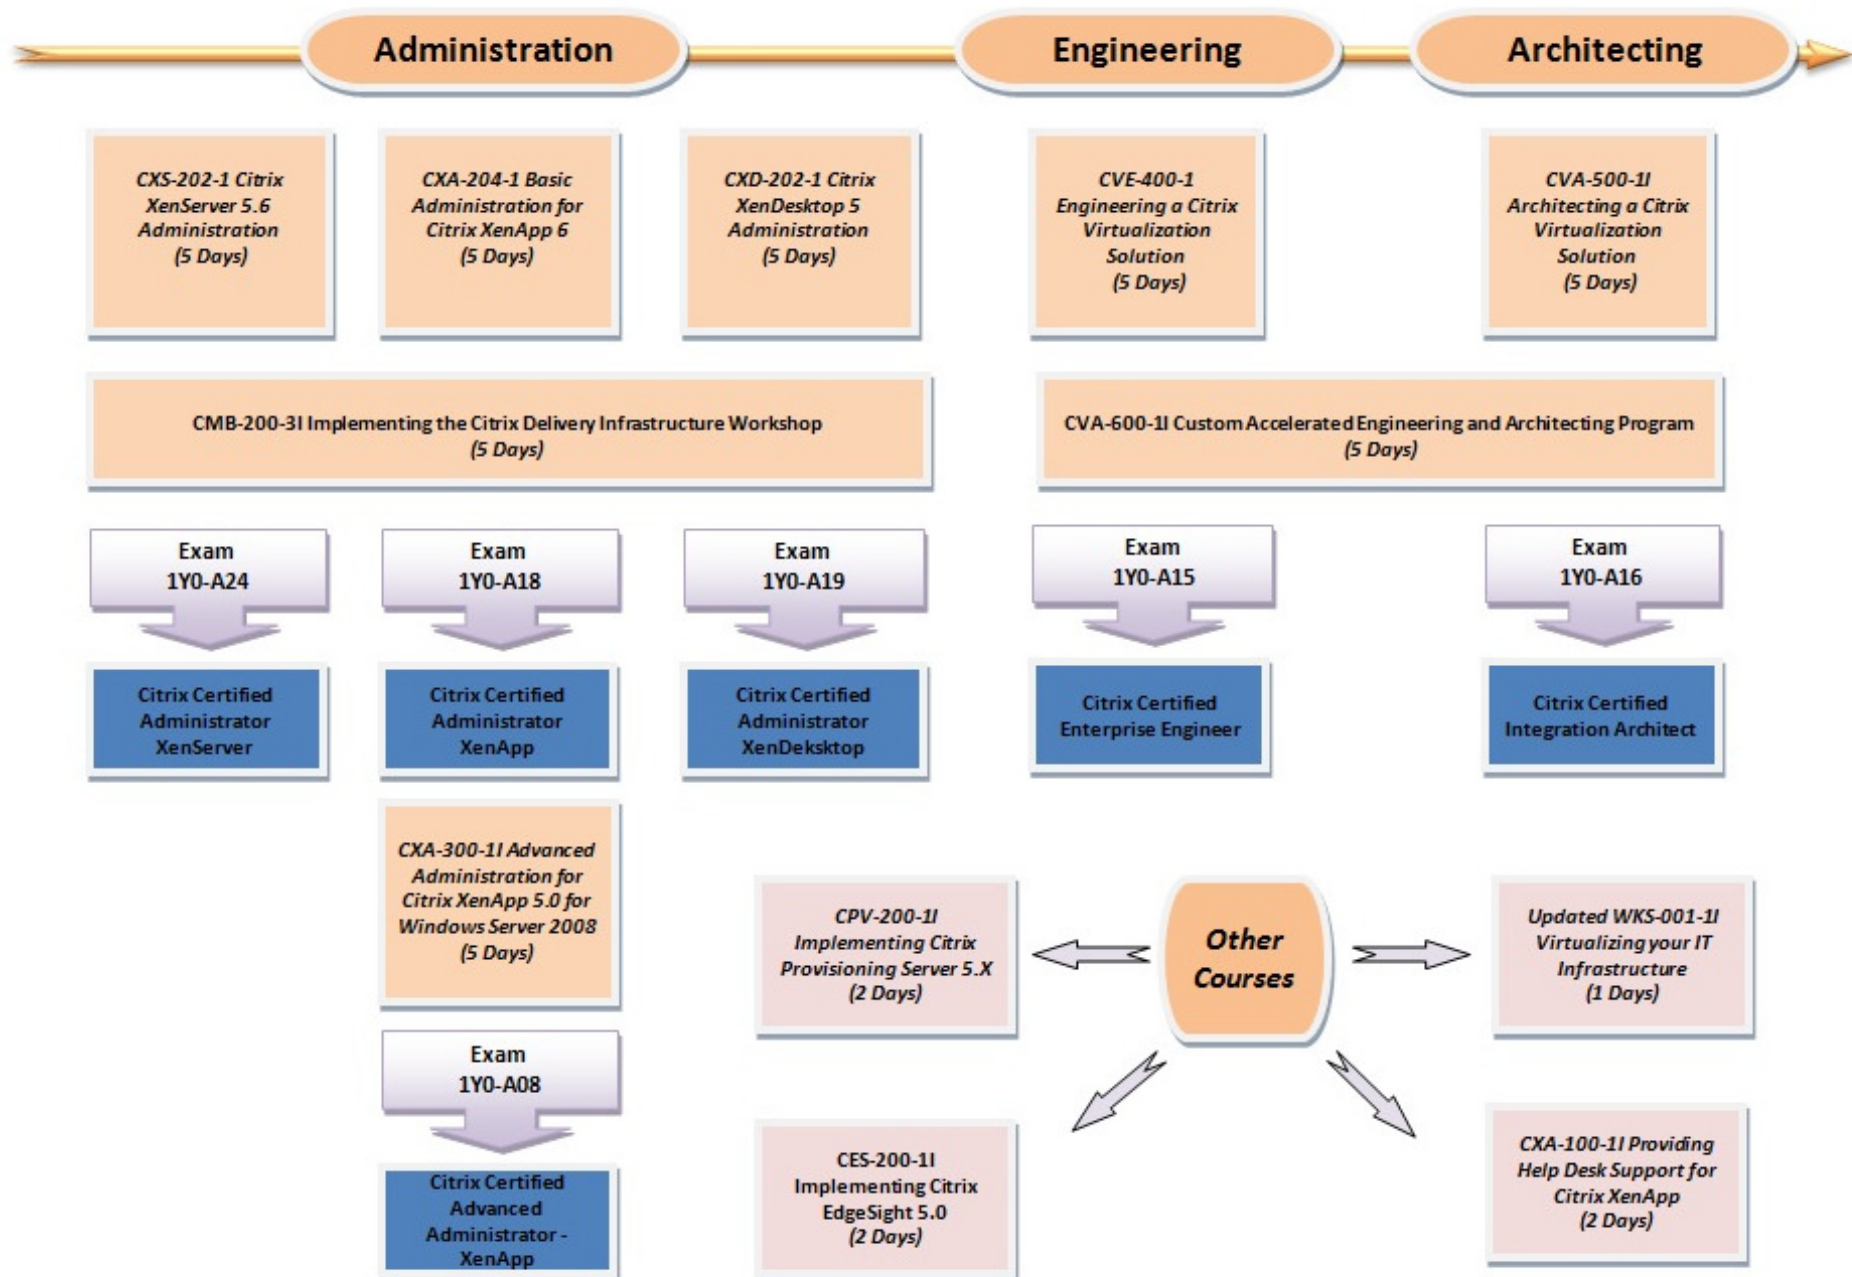 Administration
Engineering
Architecting
CXS-202-1 Citrix
XenServer 5.6
Administration
(5 Days)
CXA-204-1 Basic
Administration for
Citrix XenApp 6
(5 Days)
CXD-202-1 Citrix
XenDesktop 5
Administration
(5 Days)
CVE-400-1
Engineering a Citrix
Virtualization
Solution
(5 Days)
CVA-500-1I
Architecting a Citrix
Virtualization
Solution
(5 Days)
CMB-200-3I Implementing the Citrix Delivery Infrastructure Workshop
(5 Days)
CVA-600-1I Custom Accelerated Engineering and Architecting Program
(5 Days)
Exam
1Y0-A24
Exam
1Y0-A18
Exam
1Y0-A19
Exam
1Y0-A15
Exam
1Y0-A16
Citrix Certified
Administrator
XenServer
Citrix Certified
Administrator
XenApp
Citrix Certified
Administrator
XenDeksktop
Citrix Certified
Enterprise Engineer
Citrix Certified
Integration Architect
CXA-300-1I Advanced
Administration for
Citrix XenApp 5.0 for
Windows Server 2008
(5 Days)
Exam
1Y0-A08
Citrix Certified
Advanced
Administrator -
XenApp
CPV-200-1I
Implementing Citrix
Provisioning Server 5.X
(2 Days)
Other
Courses
Updated WKS-001-1I
Virtualizing your IT
Infrastructure
(1 Days)
CES-200-1I
Implementing Citrix
EdgeSight 5.0
(2 Days)
CXA-100-1I Providing
Help Desk Support for
Citrix XenApp
(2 Days)